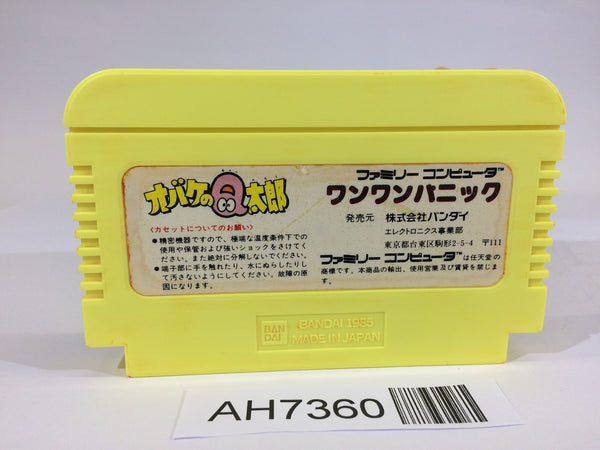 オバケのQ太郎
ファミリー コンピュータ™
ワンワンパニック
発売元 株式会社バンダイ
エレクトロニクス事業部
東京都台東区駒形2-5-4 〒111
ファミリー コンピュータ™は任天堂の
商標です。本商品の輸出、使用営業及び賃貸を禁じま
す。
〈カセットについてのお願い〉
●精密機器ですので、極端な温度条件下での
使用や保管および強いショックをさけてくだ
さい。また絶対に分解しないでください。
●端子部に手を触れたり、水にぬらしたりし
て汚さないようにしてください。故障の原
因になります。
BAN
DAI
©BANDAI 1985
MADE IN JAPAN
AH7360